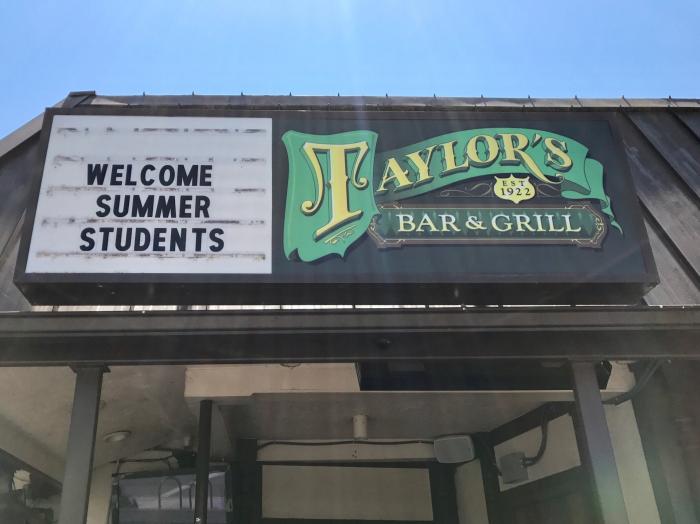 WELCOME
SUMMER
STUDENTS
T
TAYLOR'S
EST
1922
BAR & GRILL